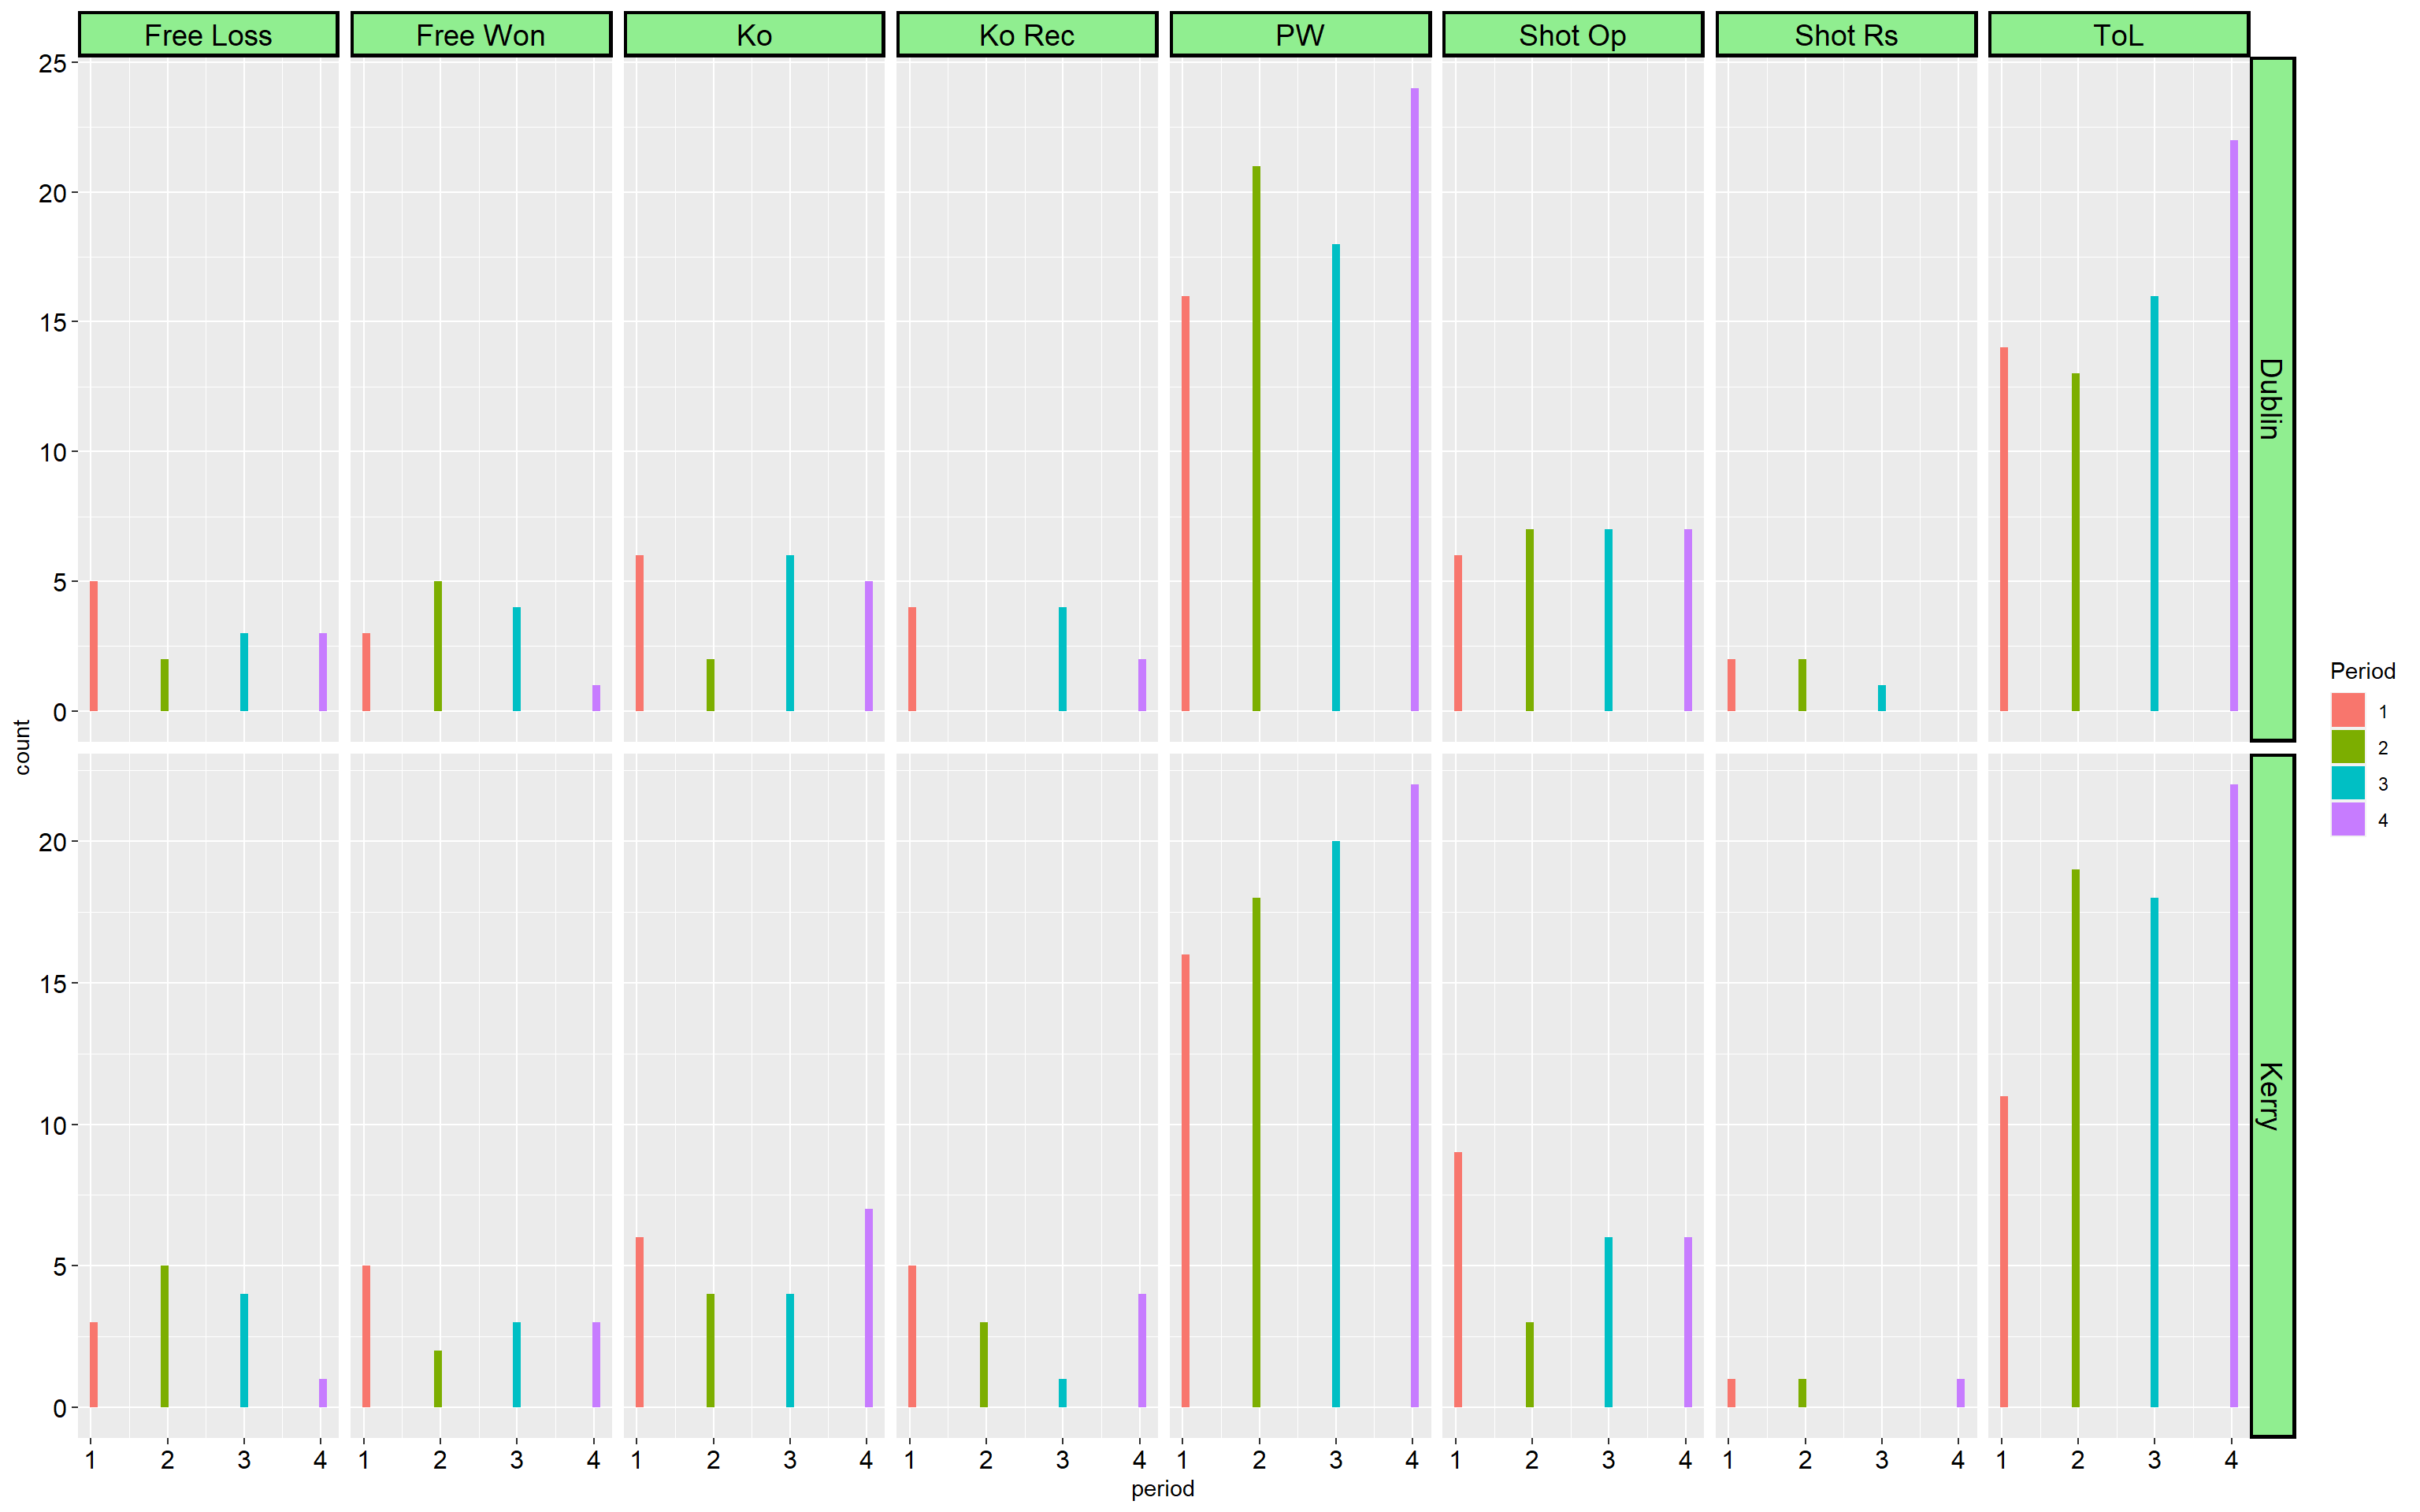 Free Loss Free Won Ko Ko Rec PW Shot Op Shot Rs ToL
25
20
15
10
5
0
Dublin
count
20
15
10
5
0
Kerry
1 2 3 4 1 2 3 4 1 2 3 4 1 2 3 4 1 2 3 4 1 2 3 4 1 2 3 4 1 2 3 4
period
Period
1
2
3
4